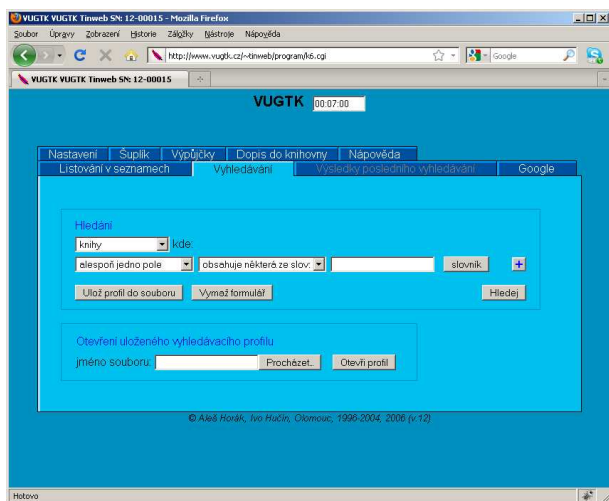 VUGTK VUGTK Tinweb SN: 12-00015 - Mozilla Firefox
Soubor Úpravy Zobrazení Historie Záložky Nástroje Nápověda
http://www.vugtk.cz/~tinweb/program/k6.cgi Google
VUGTK VUGTK Tinweb SN: 12-00015
VUGTK 00:07:00
Nastavení Šuplík Výpůjčky Dopis do knihovny Nápověda
Listování v seznamech Vyhledávání Výsledky posledního vyhledávání Google
Hledání
knihy kde:
alespoň jedno pole obsahuje některá ze slov: slovník +
Ulož profil do souboru Vymaž formulář Hledej
Otevření uloženého vyhledávacího profilu
jméno souboru: Procházet... Otevři profil
© Aleš Horák, Ivo Hučín, Olomouc, 1996-2004, 2006 (v.12)
Hotovo